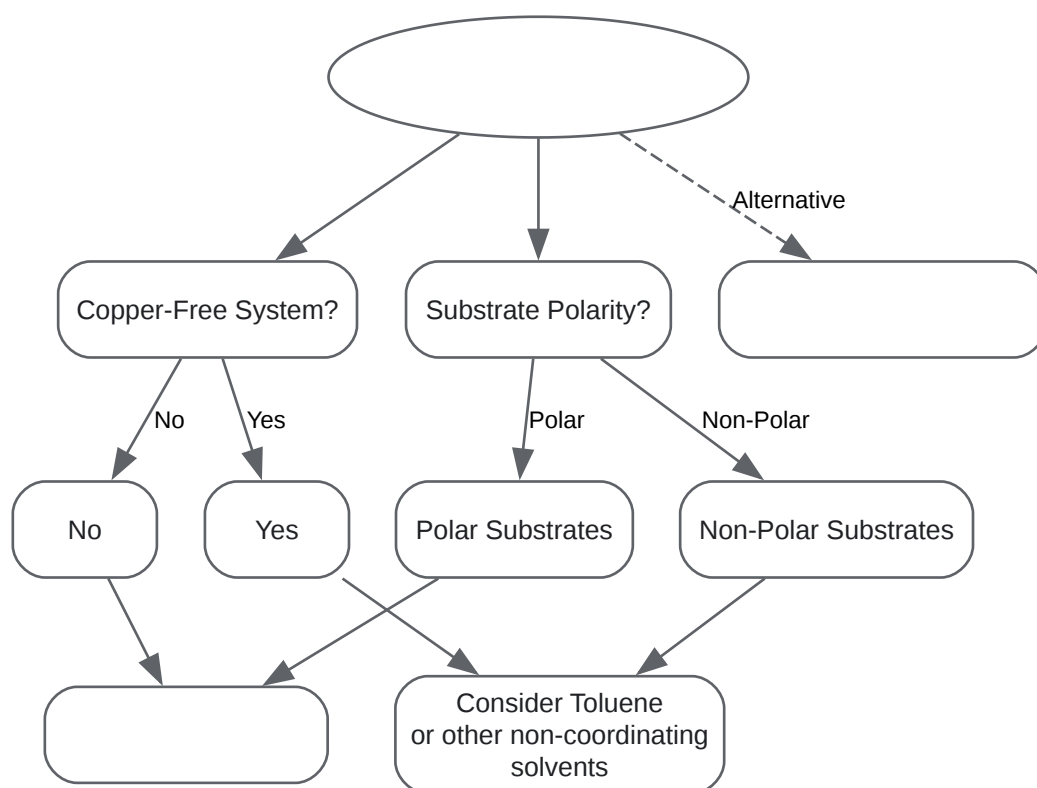 Alternative
Copper-Free System?
Substrate Polarity?
No
Yes
Polar
Non-Polar
No
Yes
Polar Substrates
Non-Polar Substrates
Consider Toluene
or other non-coordinating
solvents